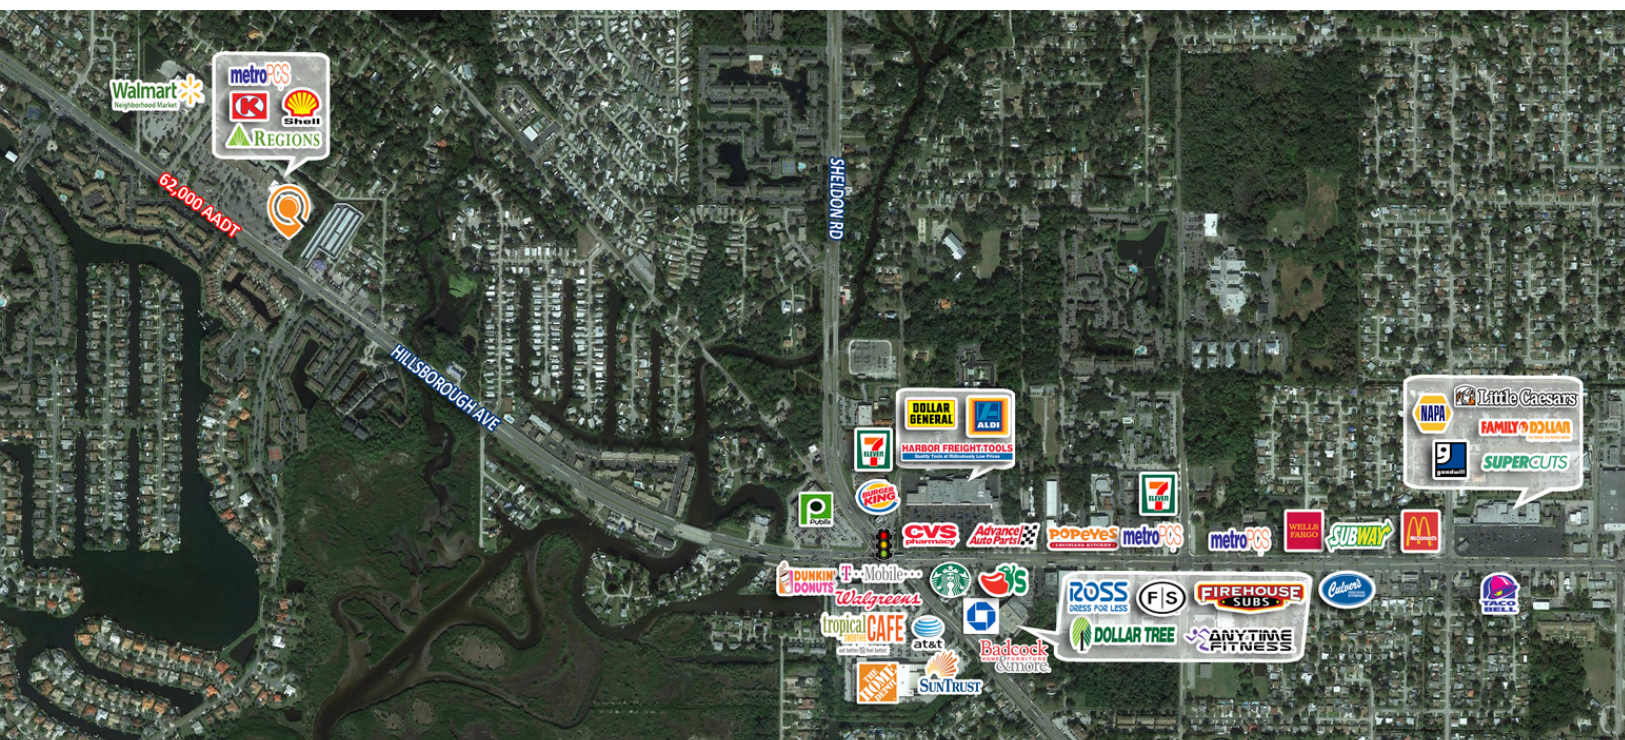 Walmart
Neighborhood Market
metroPCS
K
Shell
REGIONS
62,000 AADT
SHELDON RD
HILLSBOROUGH AVE
DOLLAR
GENERAL
ALDI
HARBOR FREIGHT TOOLS
Quality Tools at Ridiculously Low Prices
7
ELEVEN
BURGER
KING
P
Publix
CVS
pharmacy
Advance
Auto Parts
POPEYES
LOUISIANA KITCHEN
metroPCS
7
ELEVEN
metroPCS
WELLS
FARGO
SUBWAY
M
McDonald's
NAPA
Little Caesars
FAMILY DOLLAR
goodwill
SUPERCUTS
DUNKIN'
DONUTS
T-Mobile
Walgreens
'S
tropical
SMOOTHIE
CAFE
eat better feel better
at&t
THE
HOME
DEPOT
SUNTRUST
Badcock
HOME FURNITURE
&more
ROSS
DRESS FOR LESS
F S
FIREHOUSE
SUBS
DOLLAR TREE
ANYTIME
FITNESS
Culver's
TACO
BELL